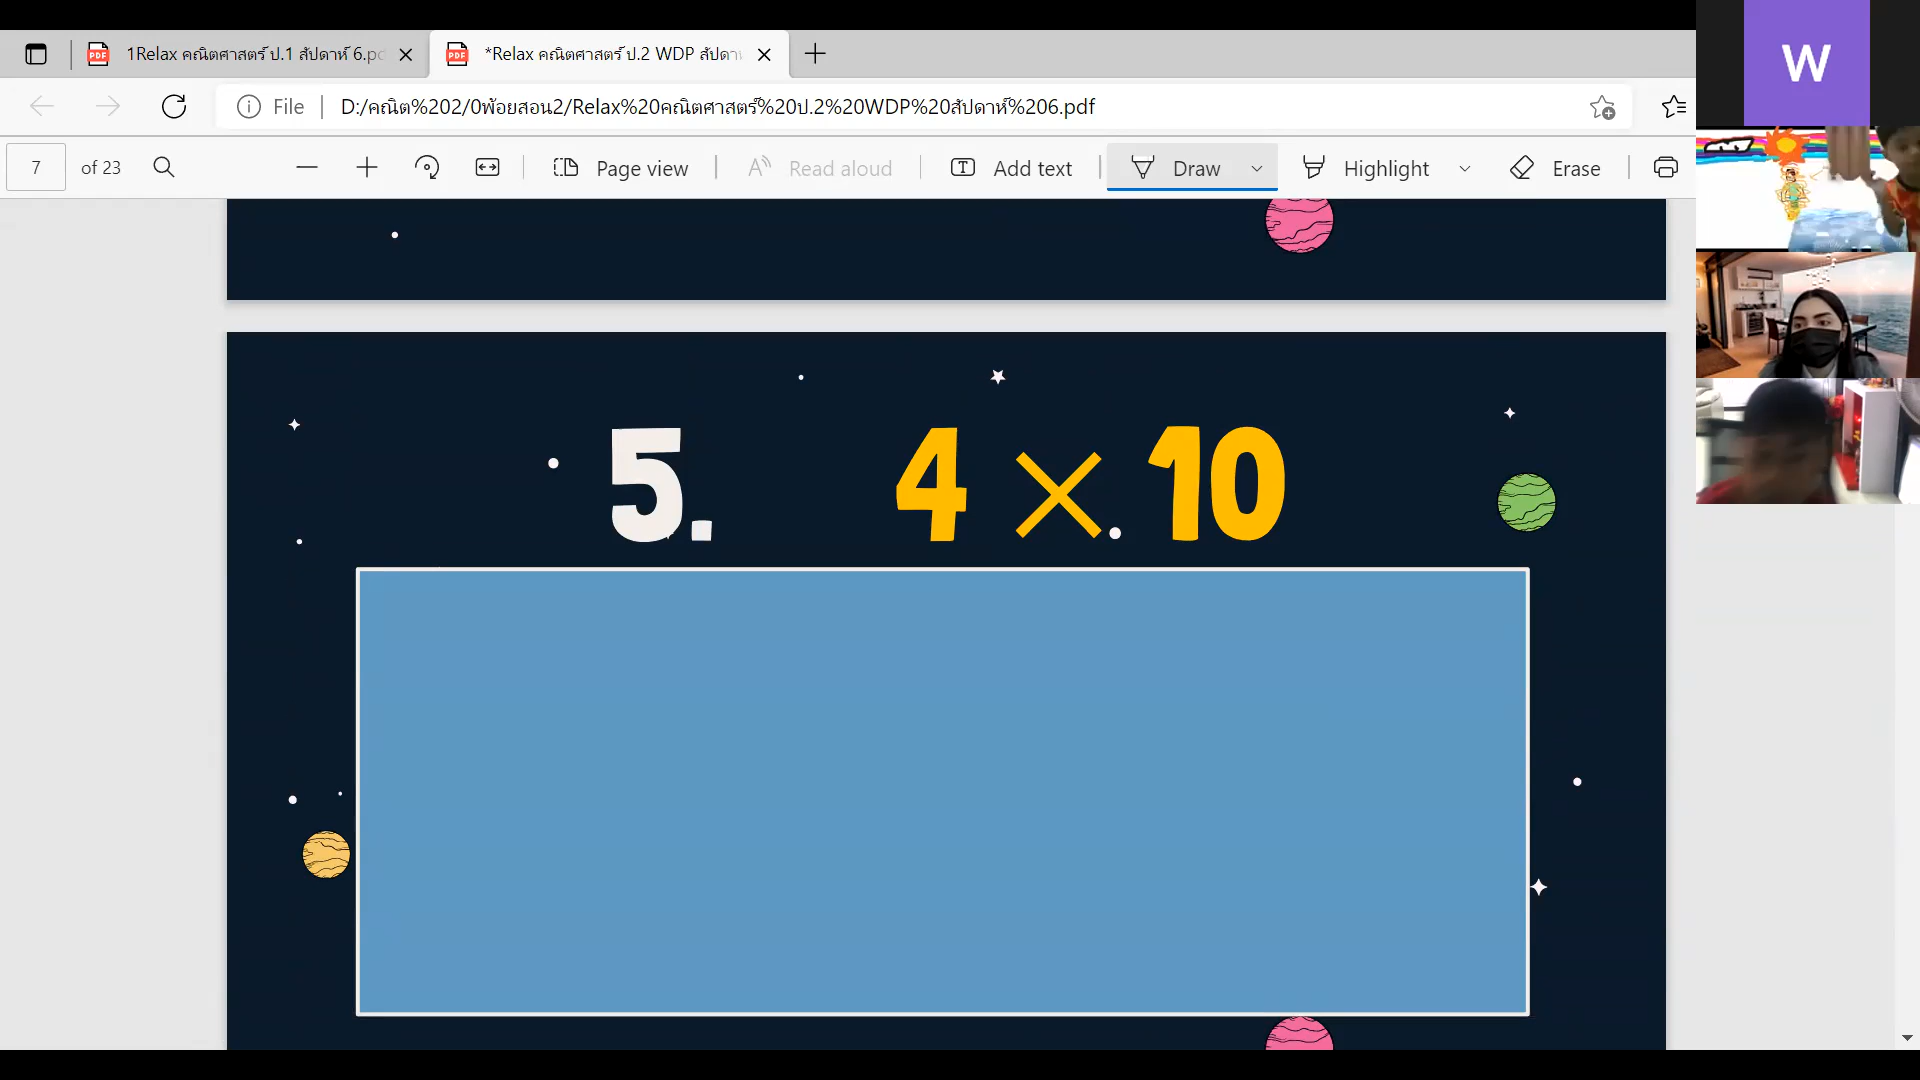 1Relax คณิตศาสตร์ ป.1 สัปดาห์ 6.pd
*Relax คณิตศาสตร์ ป.2 WDP สัปดาห
File
D:/คณิต%202/0พ้อยสอน2/Relax%20คณิตศาสตร์%20ป.2%20WDP%20สัปดาห์%206.pdf
7 of 23
Page view
Read aloud
Add text
Draw
Highlight
Erase
W
5. 4 × 10